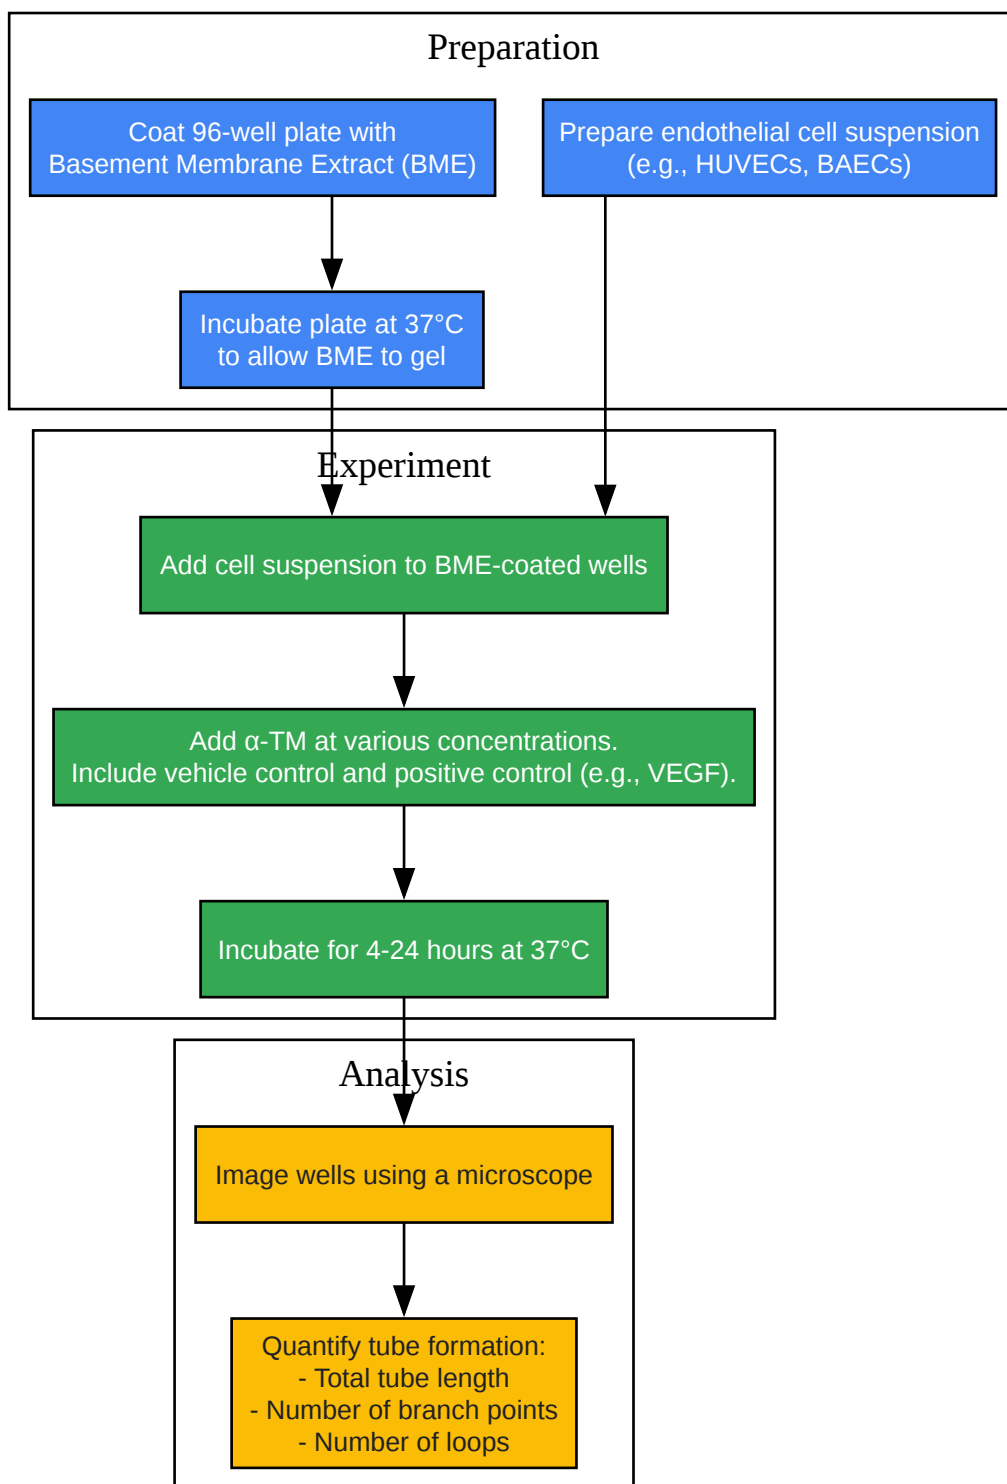 Preparation
Coat 96-well plate with
Basement Membrane Extract (BME)
Prepare endothelial cell suspension
(e.g., HUVECs, BAECs)
Incubate plate at 37°C
to allow BME to gel
Experiment
Add cell suspension to BME-coated wells
Add α-TM at various concentrations.
Include vehicle control and positive control (e.g., VEGF).
Incubate for 4-24 hours at 37°C
Analysis
Image wells using a microscope
Quantify tube formation:
- Total tube length
- Number of branch points
- Number of loops